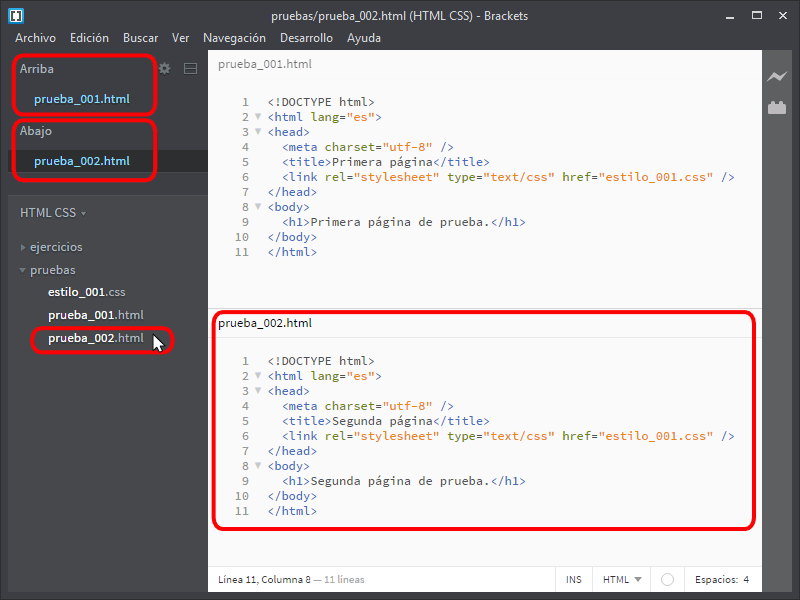 pruebas/prueba_002.html (HTML CSS) - Brackets
Archivo Edición Buscar Ver Navegación Desarrollo Ayuda
Arriba
prueba_001.html
Abajo
prueba_002.html
HTML CSS
ejercicios
pruebas
estilo_001.css
prueba_001.html
prueba_002.html
prueba_001.html
1 <!DOCTYPE html>
2 <html lang="es">
3 <head>
4 <meta charset="utf-8" />
5 <title>Primera página</title>
6 <link rel="stylesheet" type="text/css" href="estilo_001.css" />
7 </head>
8 <body>
9 <h1>Primera página de prueba.</h1>
10 </body>
11 </html>
prueba_002.html
1 <!DOCTYPE html>
2 <html lang="es">
3 <head>
4 <meta charset="utf-8" />
5 <title>Segunda página</title>
6 <link rel="stylesheet" type="text/css" href="estilo_001.css" />
7 </head>
8 <body>
9 <h1>Segunda página de prueba.</h1>
10 </body>
11 </html>
Línea 11, Columna 8 — 11 líneas INS HTML Espacios: 4